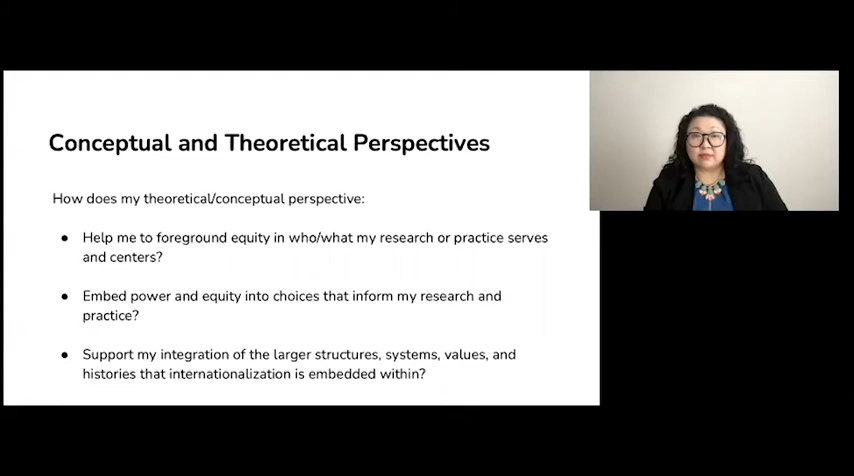 Conceptual and Theoretical Perspectives
How does my theoretical/conceptual perspective:
● Help me to foreground equity in who/what my research or practice serves
and centers?
● Embed power and equity into choices that inform my research and
practice?
● Support my integration of the larger structures, systems, values, and
histories that internationalization is embedded within?